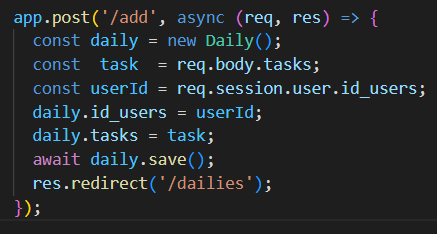 app.post('/add', async (req, res) => {
  const daily = new Daily();
  const  task  = req.body.tasks;
  const userId = req.session.user.id_users;
  daily.id_users = userId;
  daily.tasks = task;
  await daily.save();
  res.redirect('/dailies');
});